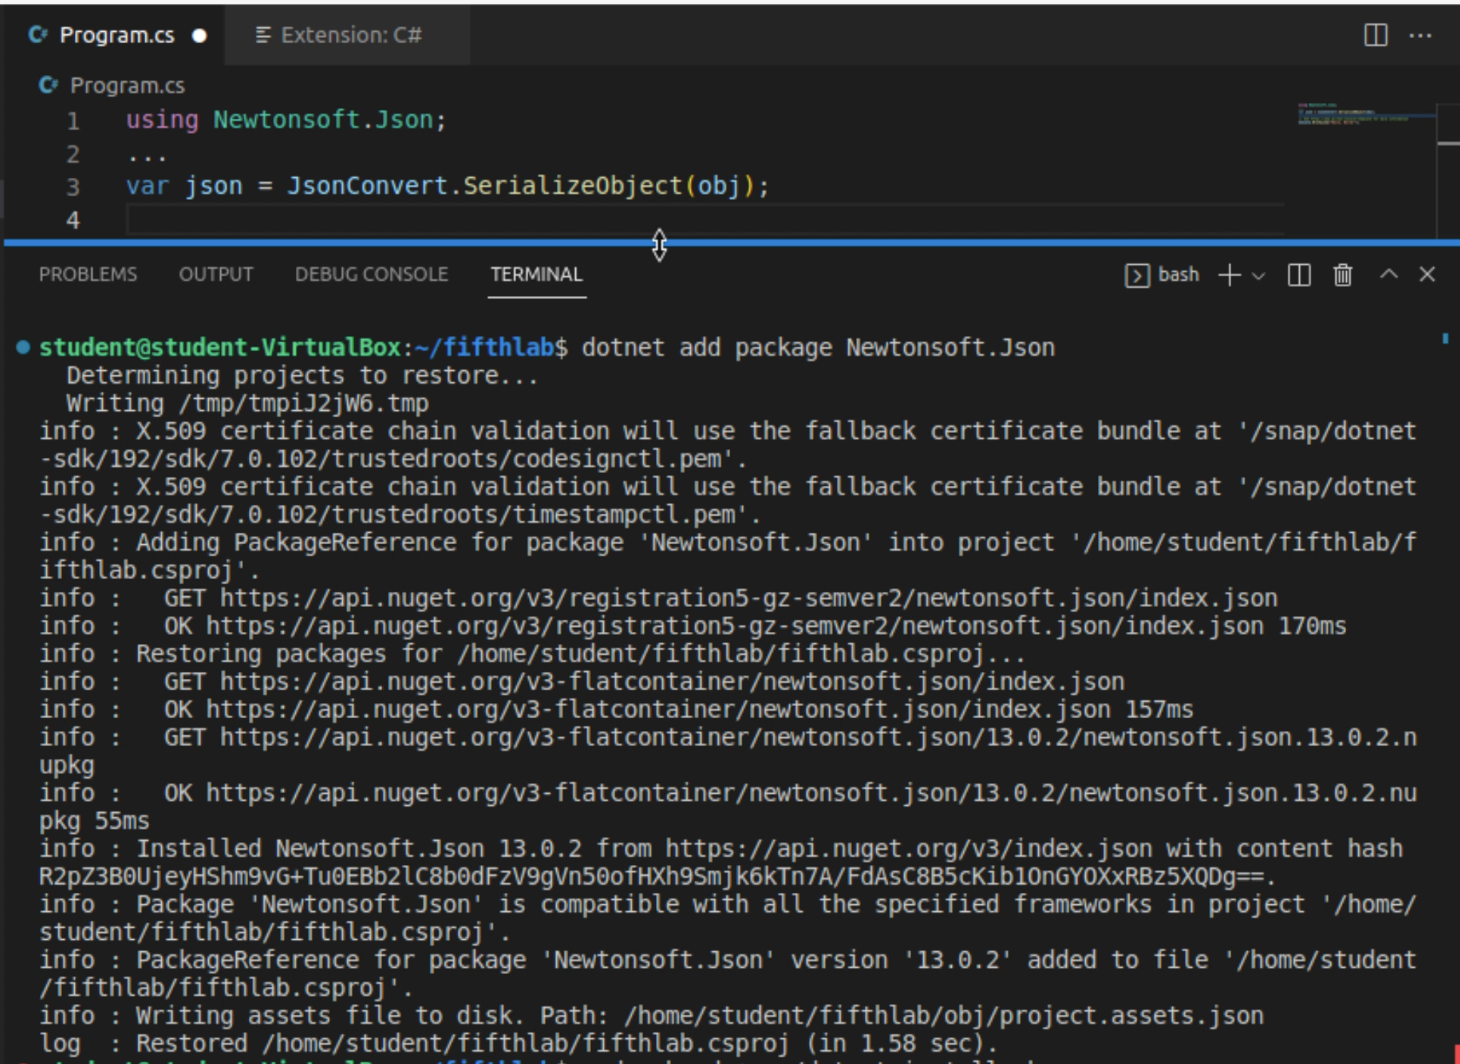 Program.cs
Extension: C#
Program.cs
1 using Newtonsoft.Json;
2 ...
3 var json = JsonConvert.SerializeObject(obj);
4
PROBLEMS OUTPUT DEBUG CONSOLE TERMINAL bash
student@student-VirtualBox:~/fifthlab$ dotnet add package Newtonsoft.Json
Determining projects to restore...
Writing /tmp/tmpiJ2jW6.tmp
info : X.509 certificate chain validation will use the fallback certificate bundle at '/snap/dotnet
-sdk/192/sdk/7.0.102/trustedroots/codesignctl.pem'.
info : X.509 certificate chain validation will use the fallback certificate bundle at '/snap/dotnet
-sdk/192/sdk/7.0.102/trustedroots/timestampctl.pem'.
info : Adding PackageReference for package 'Newtonsoft.Json' into project '/home/student/fifthlab/f
ifthlab.csproj'.
info :   GET https://api.nuget.org/v3/registration5-gz-semver2/newtonsoft.json/index.json
info :   OK https://api.nuget.org/v3/registration5-gz-semver2/newtonsoft.json/index.json 170ms
info : Restoring packages for /home/student/fifthlab/fifthlab.csproj...
info :   GET https://api.nuget.org/v3-flatcontainer/newtonsoft.json/index.json
info :   OK https://api.nuget.org/v3-flatcontainer/newtonsoft.json/index.json 157ms
info :   GET https://api.nuget.org/v3-flatcontainer/newtonsoft.json/13.0.2/newtonsoft.json.13.0.2.n
upkg
info :   OK https://api.nuget.org/v3-flatcontainer/newtonsoft.json/13.0.2/newtonsoft.json.13.0.2.nu
pkg 55ms
info : Installed Newtonsoft.Json 13.0.2 from https://api.nuget.org/v3/index.json with content hash
R2pZ3B0UjeyHShm9vG+Tu0EBb2lC8b0dFzV9gVn50ofHXh9Smjk6kTn7A/FdAsC8B5cKib1OnGYOXxRBz5XQDg==.
info : Package 'Newtonsoft.Json' is compatible with all the specified frameworks in project '/home/
student/fifthlab/fifthlab.csproj'.
info : PackageReference for package 'Newtonsoft.Json' version '13.0.2' added to file '/home/student
/fifthlab/fifthlab.csproj'.
info : Writing assets file to disk. Path: /home/student/fifthlab/obj/project.assets.json
log  : Restored /home/student/fifthlab/fifthlab.csproj (in 1.58 sec).